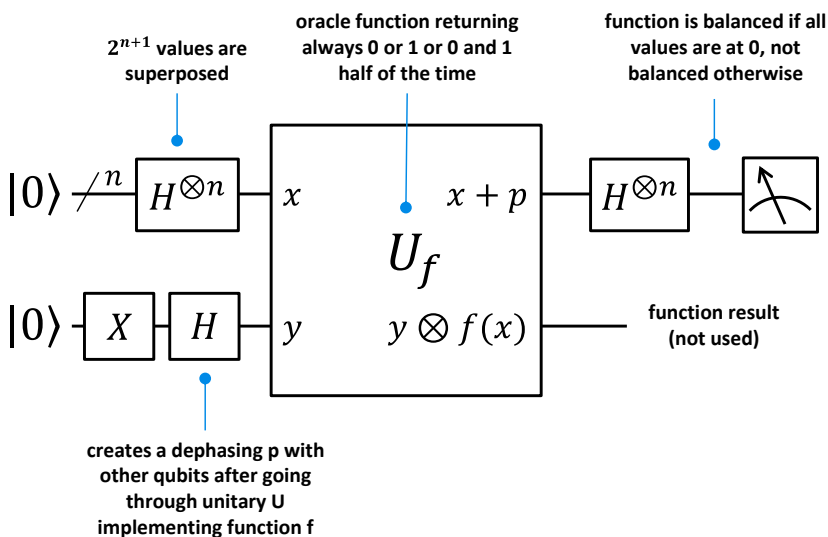 2ⁿ⁺¹ values are
superposed
oracle function returning
always 0 or 1 or 0 and 1
half of the time
function is balanced if all
values are at 0, not
balanced otherwise
|0⟩ n H⊗n x x + p H⊗n
U_f
|0⟩ X H y y ⊗ f(x)
function result
(not used)
creates a dephasing p with
other qubits after going
through unitary U
implementing function f